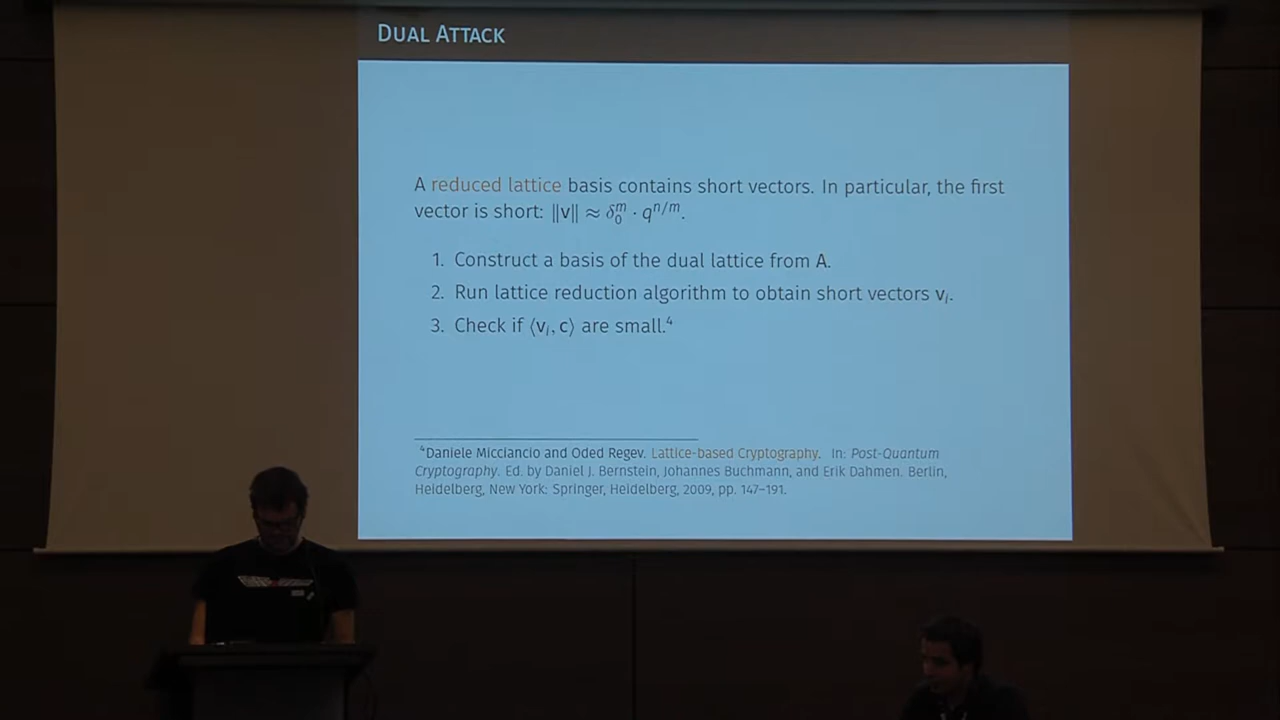 DUAL ATTACK
A reduced lattice basis contains short vectors. In particular, the first
vector is short: ‖v‖ ≈ δ₀ᵐ · qⁿ/ᵐ.
1. Construct a basis of the dual lattice from A.
2. Run lattice reduction algorithm to obtain short vectors vᵢ.
3. Check if ⟨vᵢ, c⟩ are small.⁴
⁴Daniele Micciancio and Oded Regev. Lattice-based Cryptography. In: Post-Quantum
Cryptography. Ed. by Daniel J. Bernstein, Johannes Buchmann, and Erik Dahmen. Berlin,
Heidelberg, New York: Springer, Heidelberg, 2009, pp. 147–191.